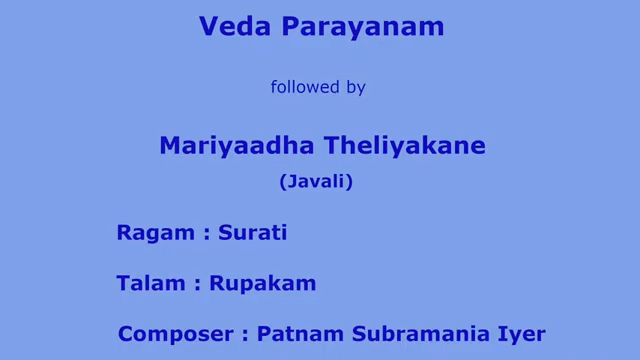 Veda Parayanam
followed by
Mariyaadha Theliyakane
(Javali)
Ragam : Surati
Talam : Rupakam
Composer : Patnam Subramania Iyer